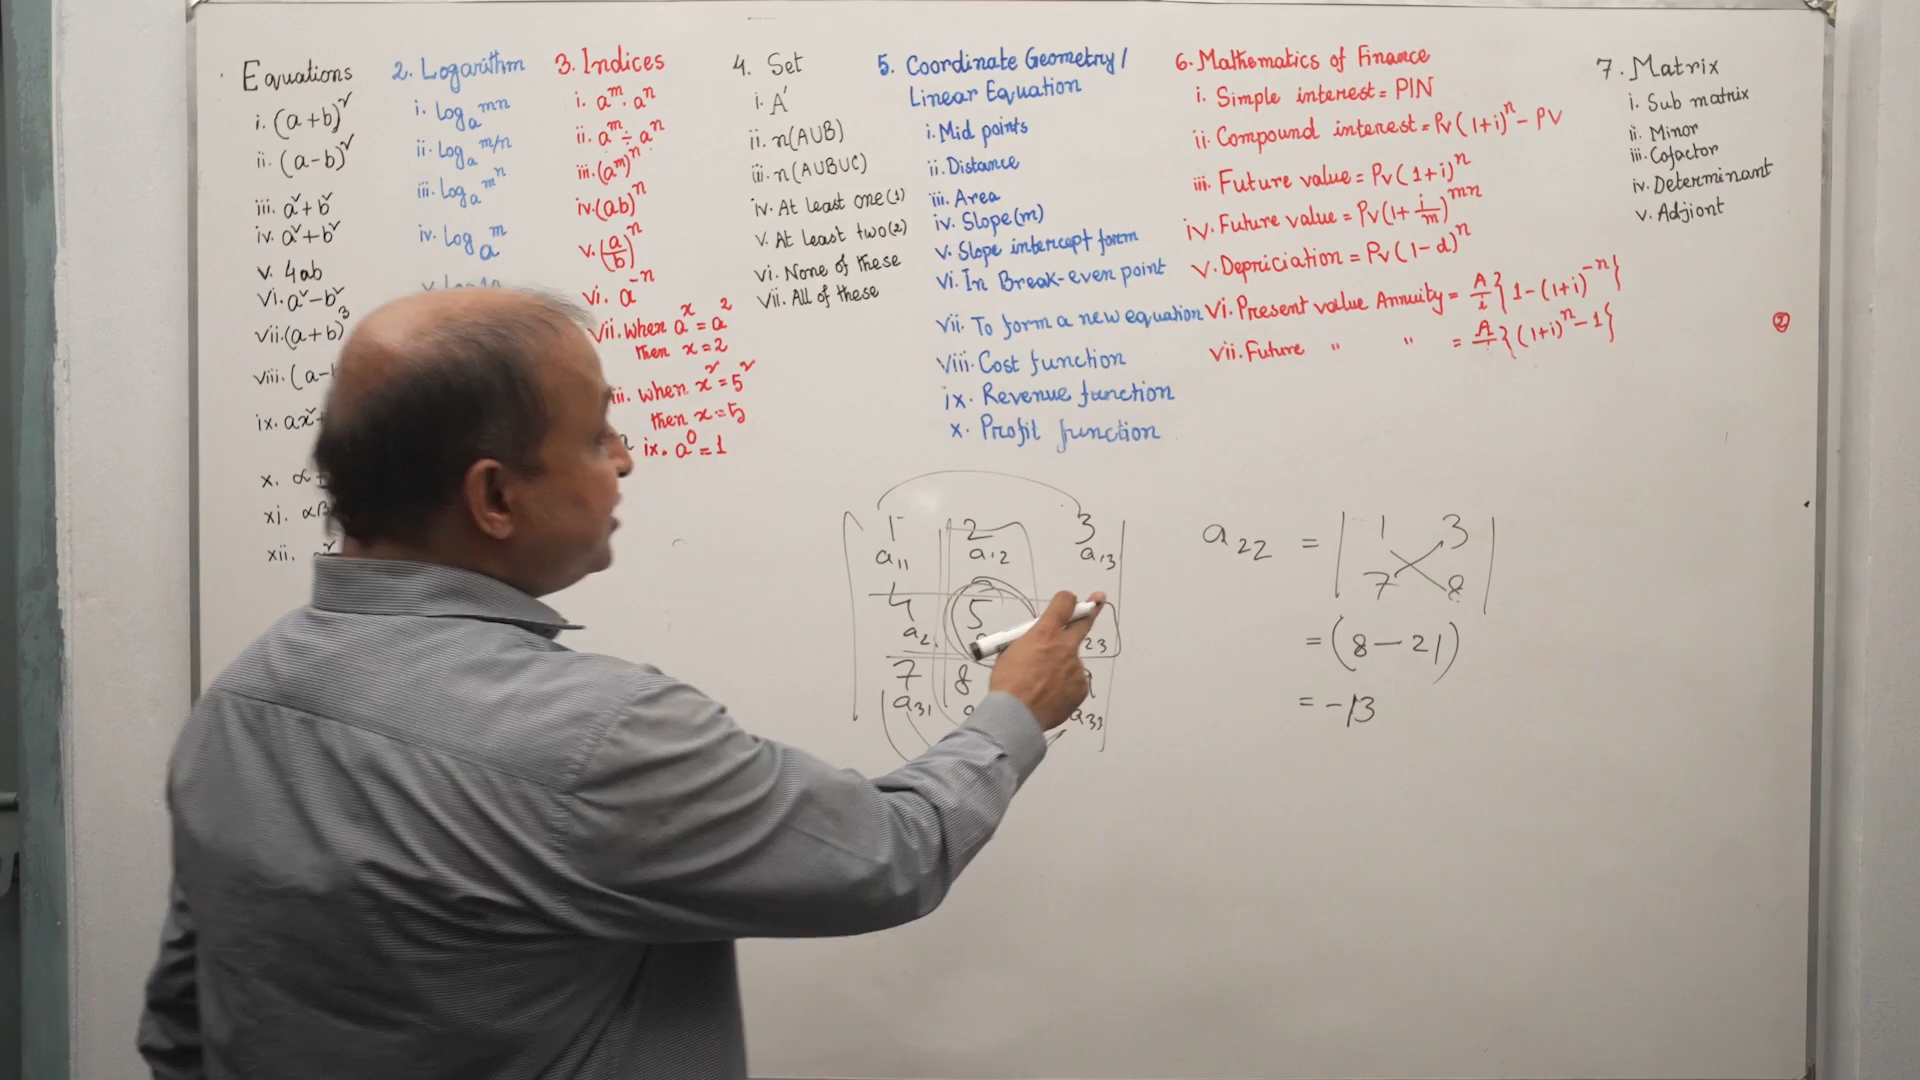 Equations
i. (a+b)²
ii. (a-b)²
iii. a²+b²
iv. a²+b²
v. 4ab
vi. a²-b²
vii. (a+b)³
viii. (a-
ix. ax²+
x. α
xi. αβ
xii.
2. Logarithm
i. logₐ mn
ii. logₐ m/n
iii. logₐ mⁿ
iv. logₐ m
3. Indices
i. aᵐ. aⁿ
ii. aᵐ ÷ aⁿ
iii. (aᵐ)ⁿ
iv. (ab)ⁿ
v. (a/b)ⁿ
vi. a⁻ⁿ
vii. when aˣ = a²
then x=2
iii. when x² = 5²
then x=5
ix. a⁰ = 1
4. Set
i. A'
ii. n(AUB)
iii. n(AUBUC)
iv. At least one(1)
v. At least two(2)
vi. None of these
vii. All of these
5. Coordinate Geometry/
Linear Equation
i. Mid points
ii. Distance
iii. Area
iv. Slope(m)
v. Slope intercept form
vi. In Break-even point
vii. To form a new equation
viii. Cost function
ix. Revenue function
x. Profit function
6. Mathematics of Finance
i. Simple interest = PIN
ii. Compound interest = Pv(1+i)ⁿ - PV
iii. Future value = Pv(1+i)ⁿ
iv. Future value = Pv(1+ i/m)ᵐⁿ
v. Depriciation = Pv(1-d)ⁿ
vi. Present value Annuity = A/i {1-(1+i)⁻ⁿ}
vii. Future " " = A/i {(1+i)ⁿ-1}
7. Matrix
i. Sub matrix
ii. Minor
iii. Cofactor
iv. Determinant
v. Adjiont
2
1 2 3
a₁₁ a₁₂ a₁₃
4 5
a₂ ₂₃
7 8
a₃₁ a₃₃
a₂₂ = | 1 3 |
7 8
= (8-21)
= -13